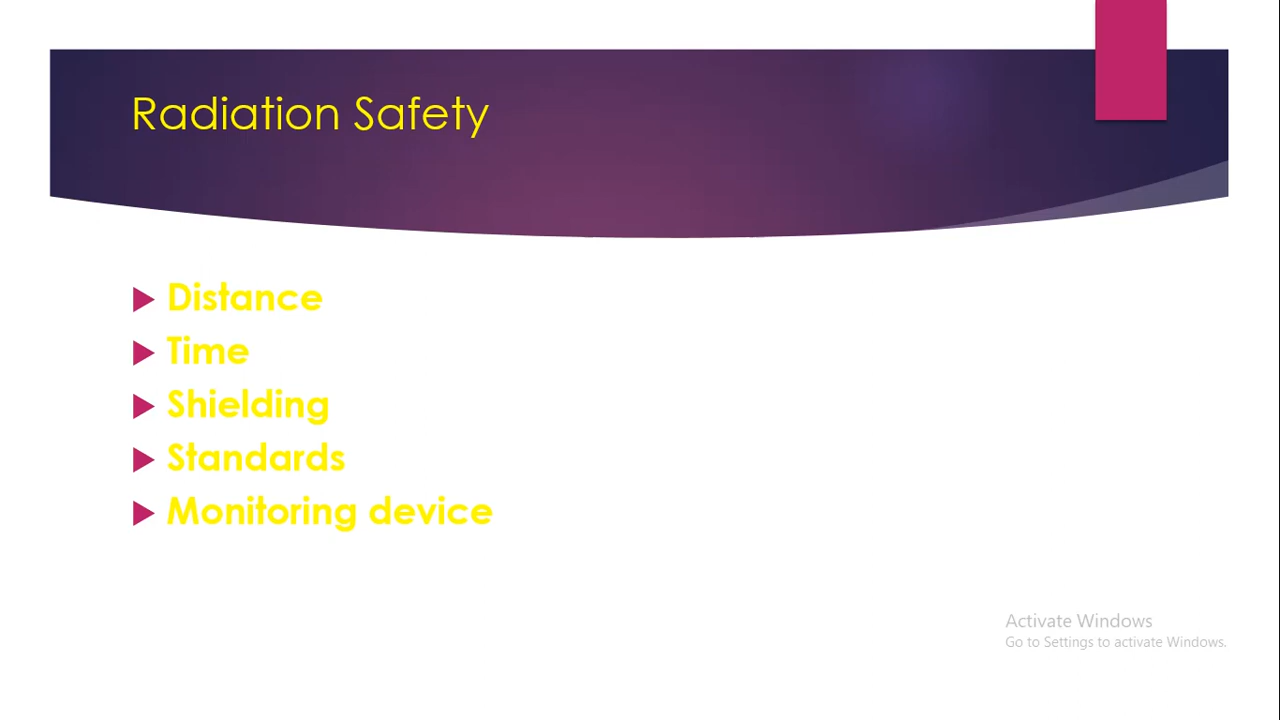 Radiation Safety
Distance
Time
Shielding
Standards
Monitoring device
Activate Windows
Go to Settings to activate Windows.